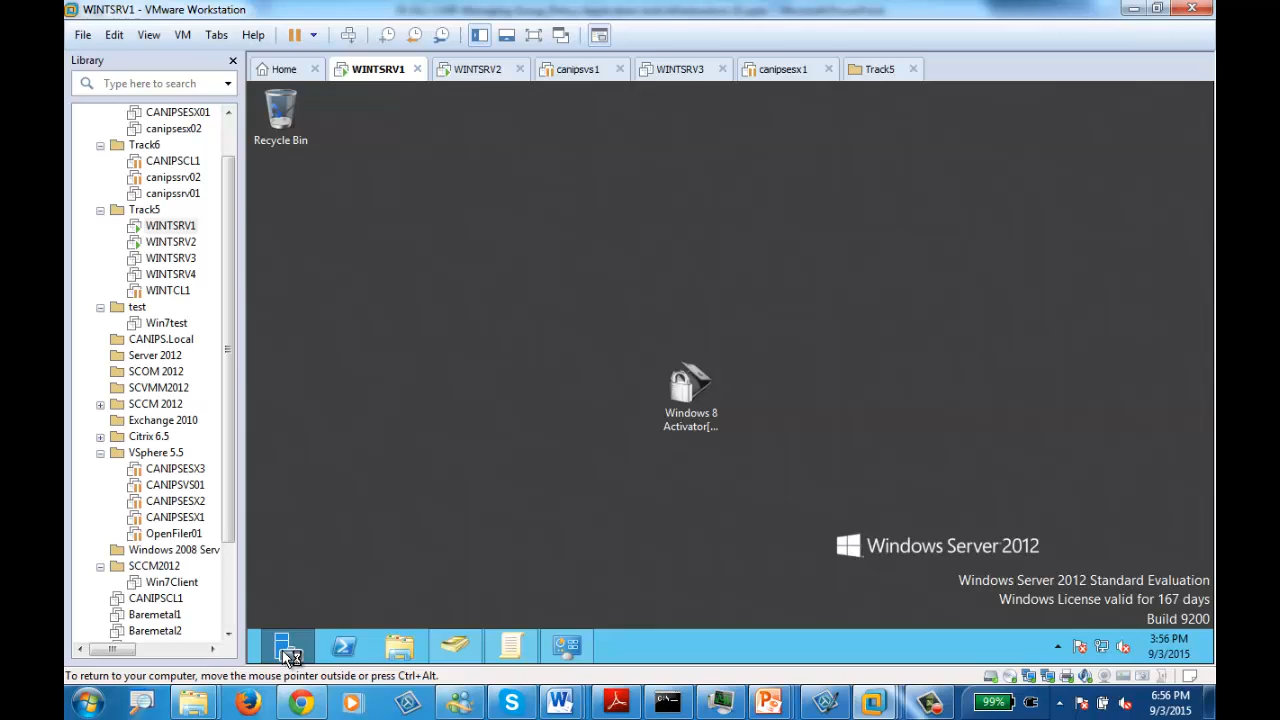 WINTSRV1 - VMware Workstation
File Edit View VM Tabs Help
Library
Type here to search
Home WINTSRV1 WINTSRV2 canipsvs1 WINTSRV3 canipsesx1 Track5
CANIPSESX01
canipsesx02
Track6
CANIPSCL1
canipssrv02
canipssrv01
Track5
WINTSRV1
WINTSRV2
WINTSRV3
WINTSRV4
WINTCL1
test
Win7test
CANIPS.Local
Server 2012
SCOM 2012
SCVMM2012
SCCM 2012
Exchange 2010
Citrix 6.5
VSphere 5.5
CANIPSESX3
CANIPSVS01
CANIPSESX2
CANIPSESX1
OpenFiler01
Windows 2008 Serv
SCCM2012
Win7Client
CANIPSCL1
Baremetal1
Baremetal2
Recycle Bin
Windows 8
Activator[...
Windows Server 2012
Windows Server 2012 Standard Evaluation
Windows License valid for 167 days
Build 9200
3:56 PM
9/3/2015
To return to your computer, move the mouse pointer outside or press Ctrl+Alt.
99%
6:56 PM
9/3/2015